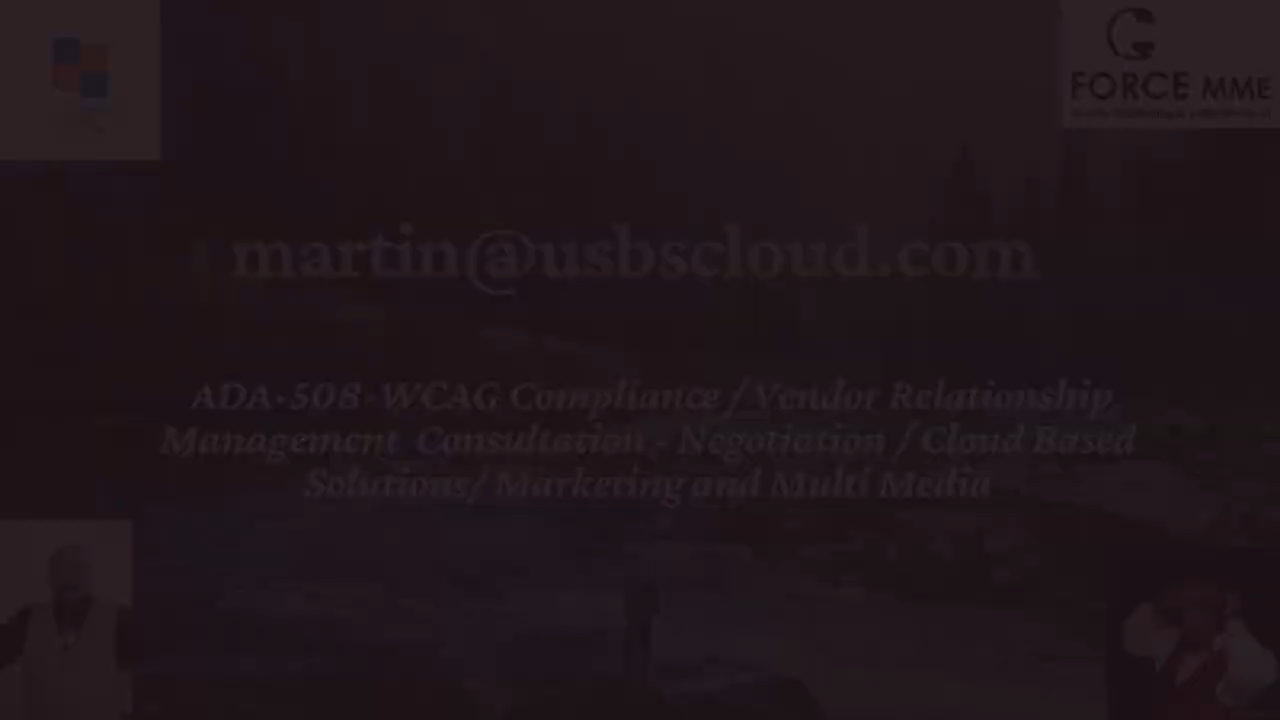 G
FORCE MME
martin@usbscloud.com
ADA-508-WCAG Compliance / Vendor Relationship
Management Consultation - Negotiation / Cloud Based
Solutions/ Marketing and Multi Media